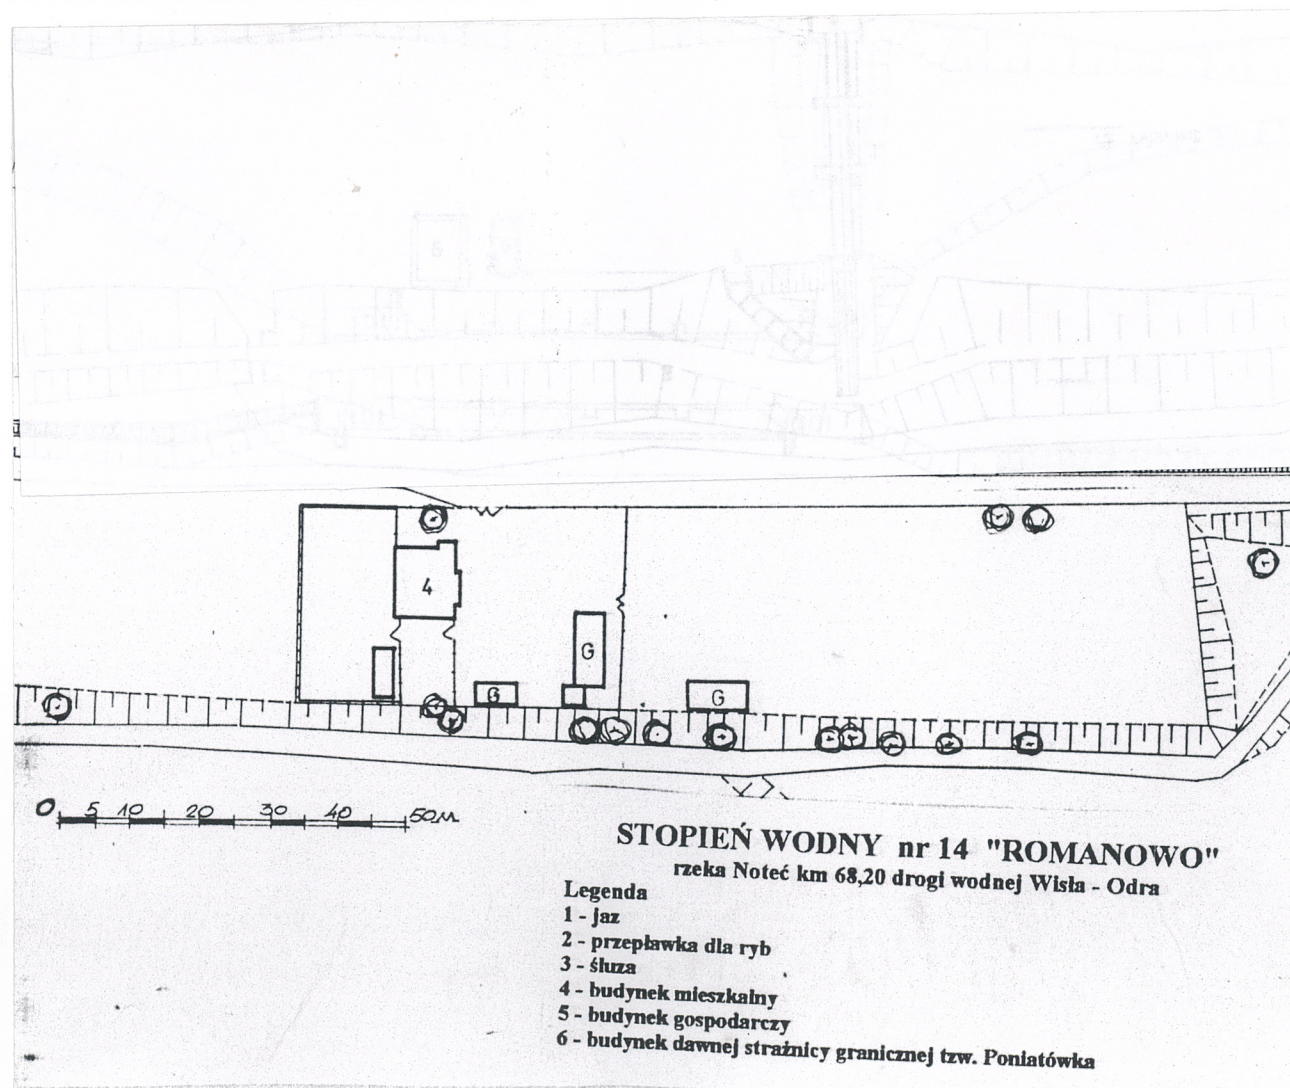 6
4
G
G
G
0 5 10 20 30 40 50m
STOPIEŃ WODNY nr 14 "ROMANOWO"
rzeka Noteć km 68,20 drogi wodnej Wisła - Odra
Legenda
1 - jaz
2 - przepławka dla ryb
3 - śluza
4 - budynek mieszkalny
5 - budynek gospodarczy
6 - budynek dawnej strażnicy granicznej tzw. Poniatówka